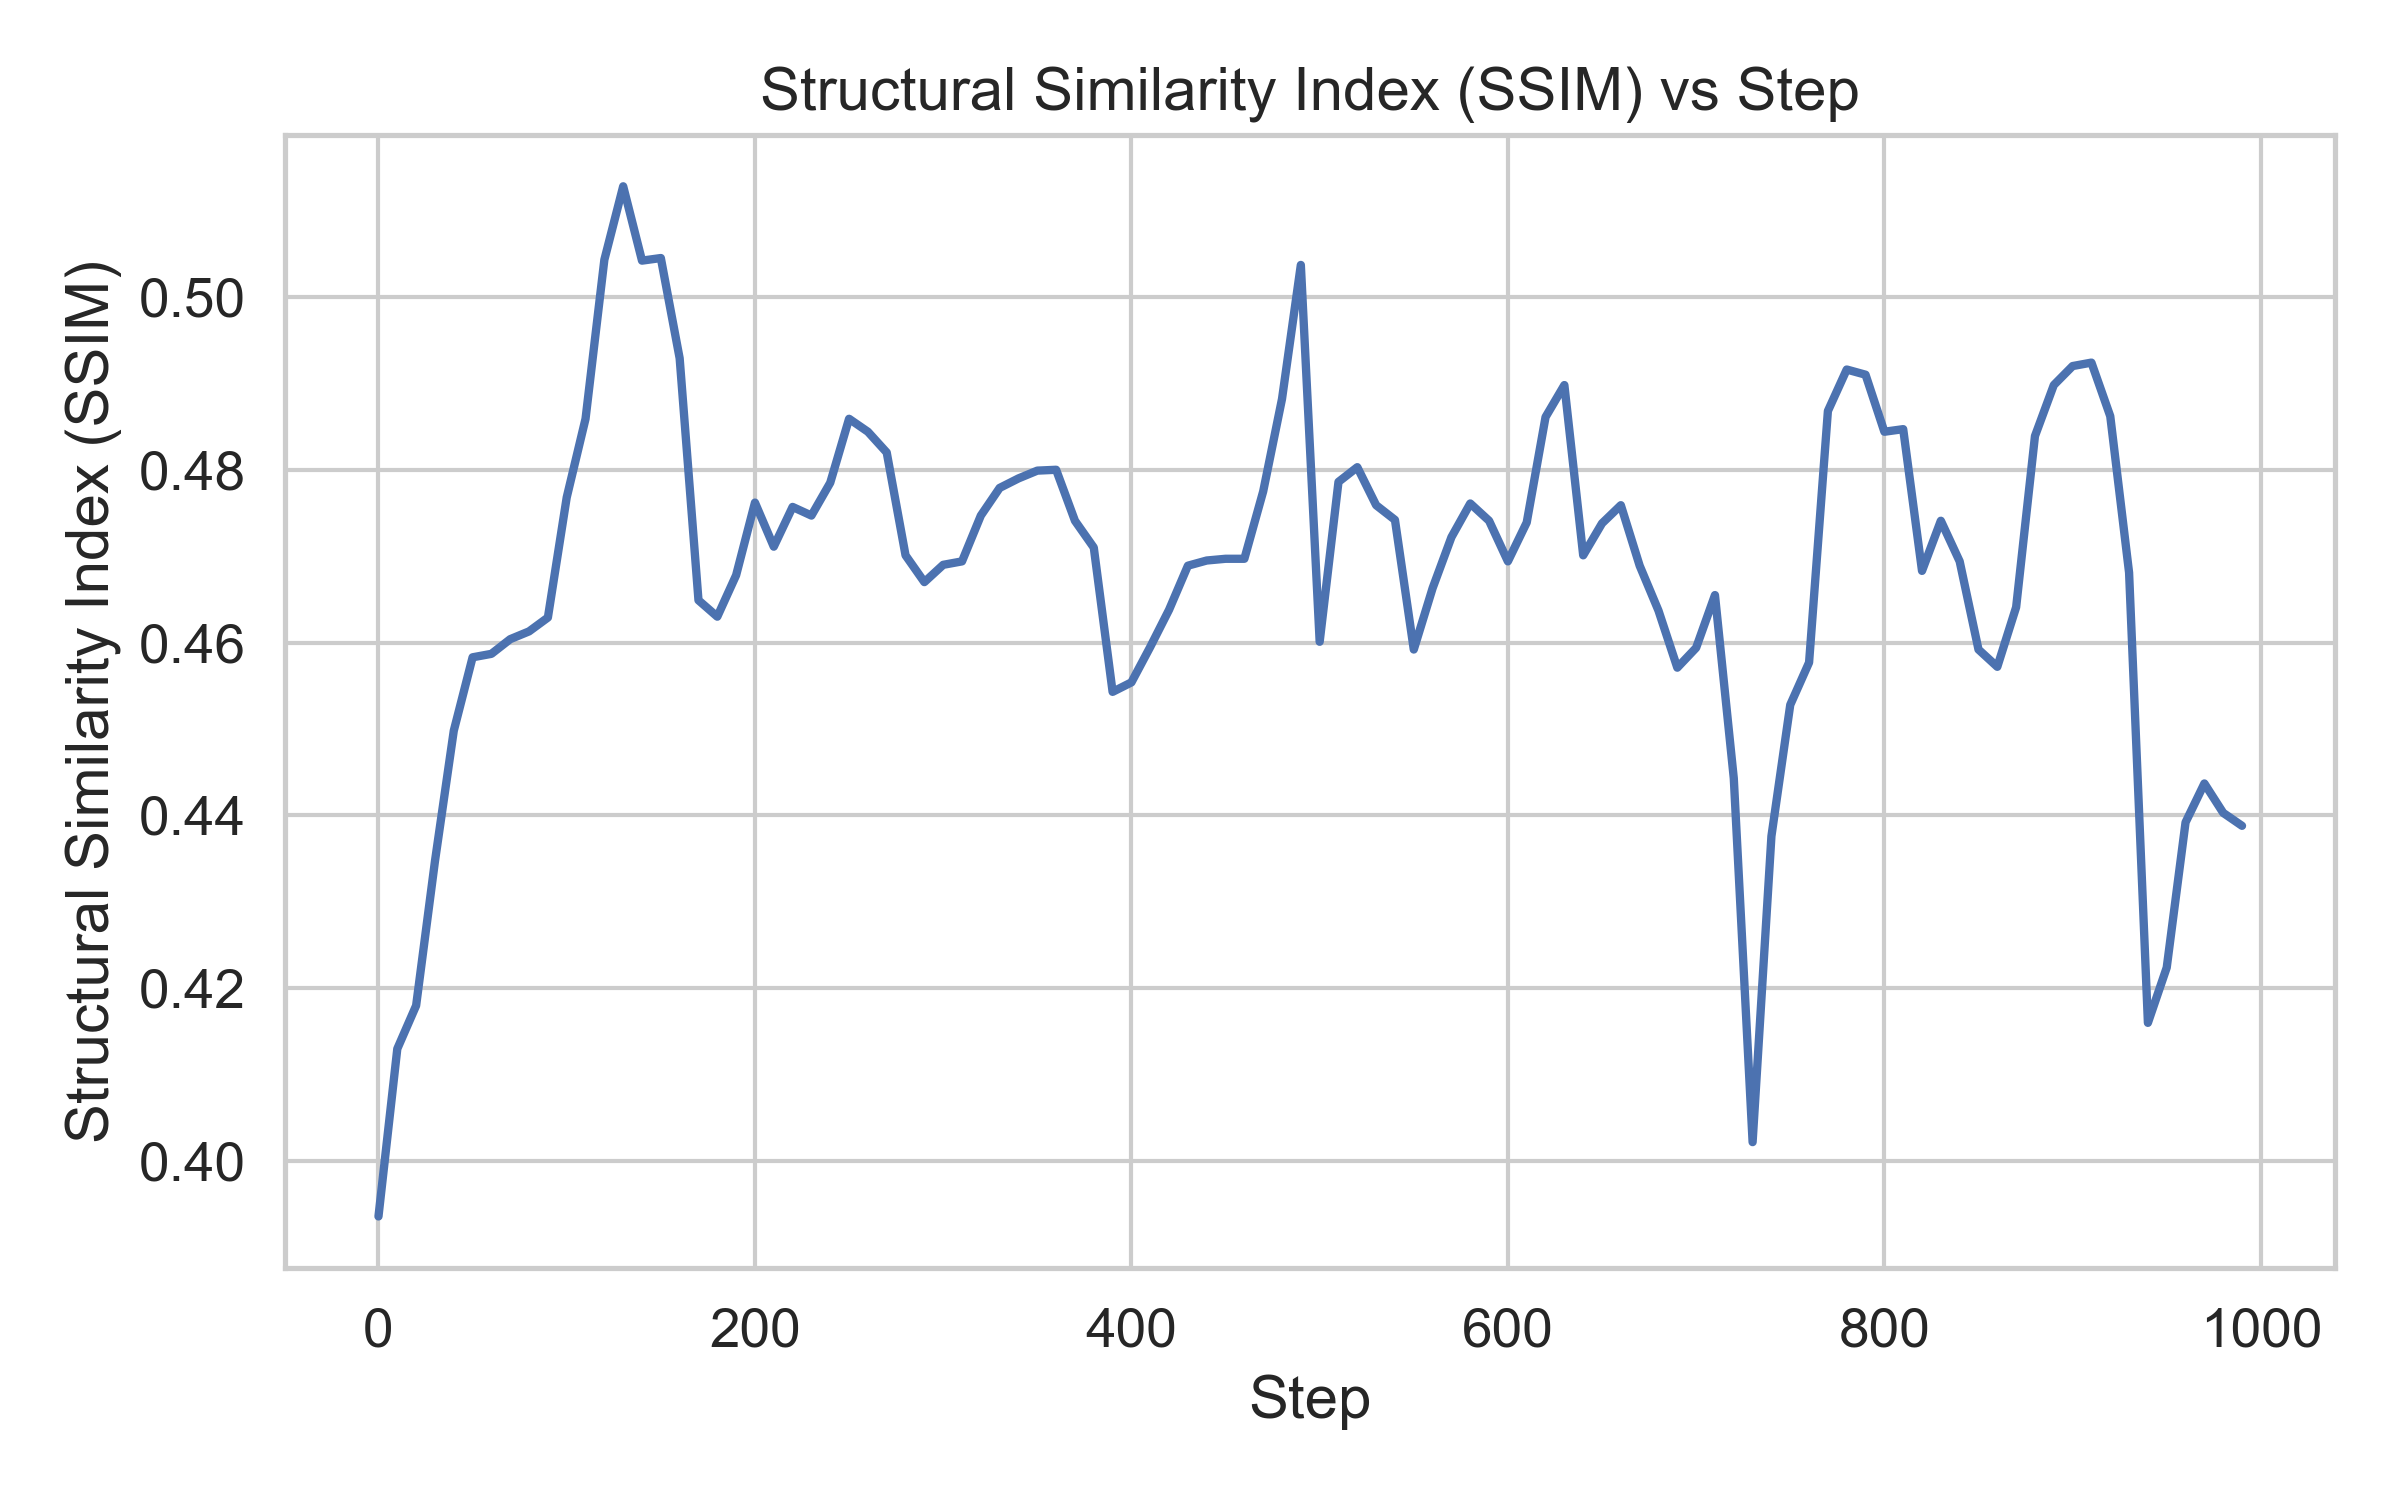 Structural Similarity Index (SSIM) vs Step
Structural Similarity Index (SSIM)
0.50
0.48
0.46
0.44
0.42
0.40
0 200 400 600 800 1000
Step